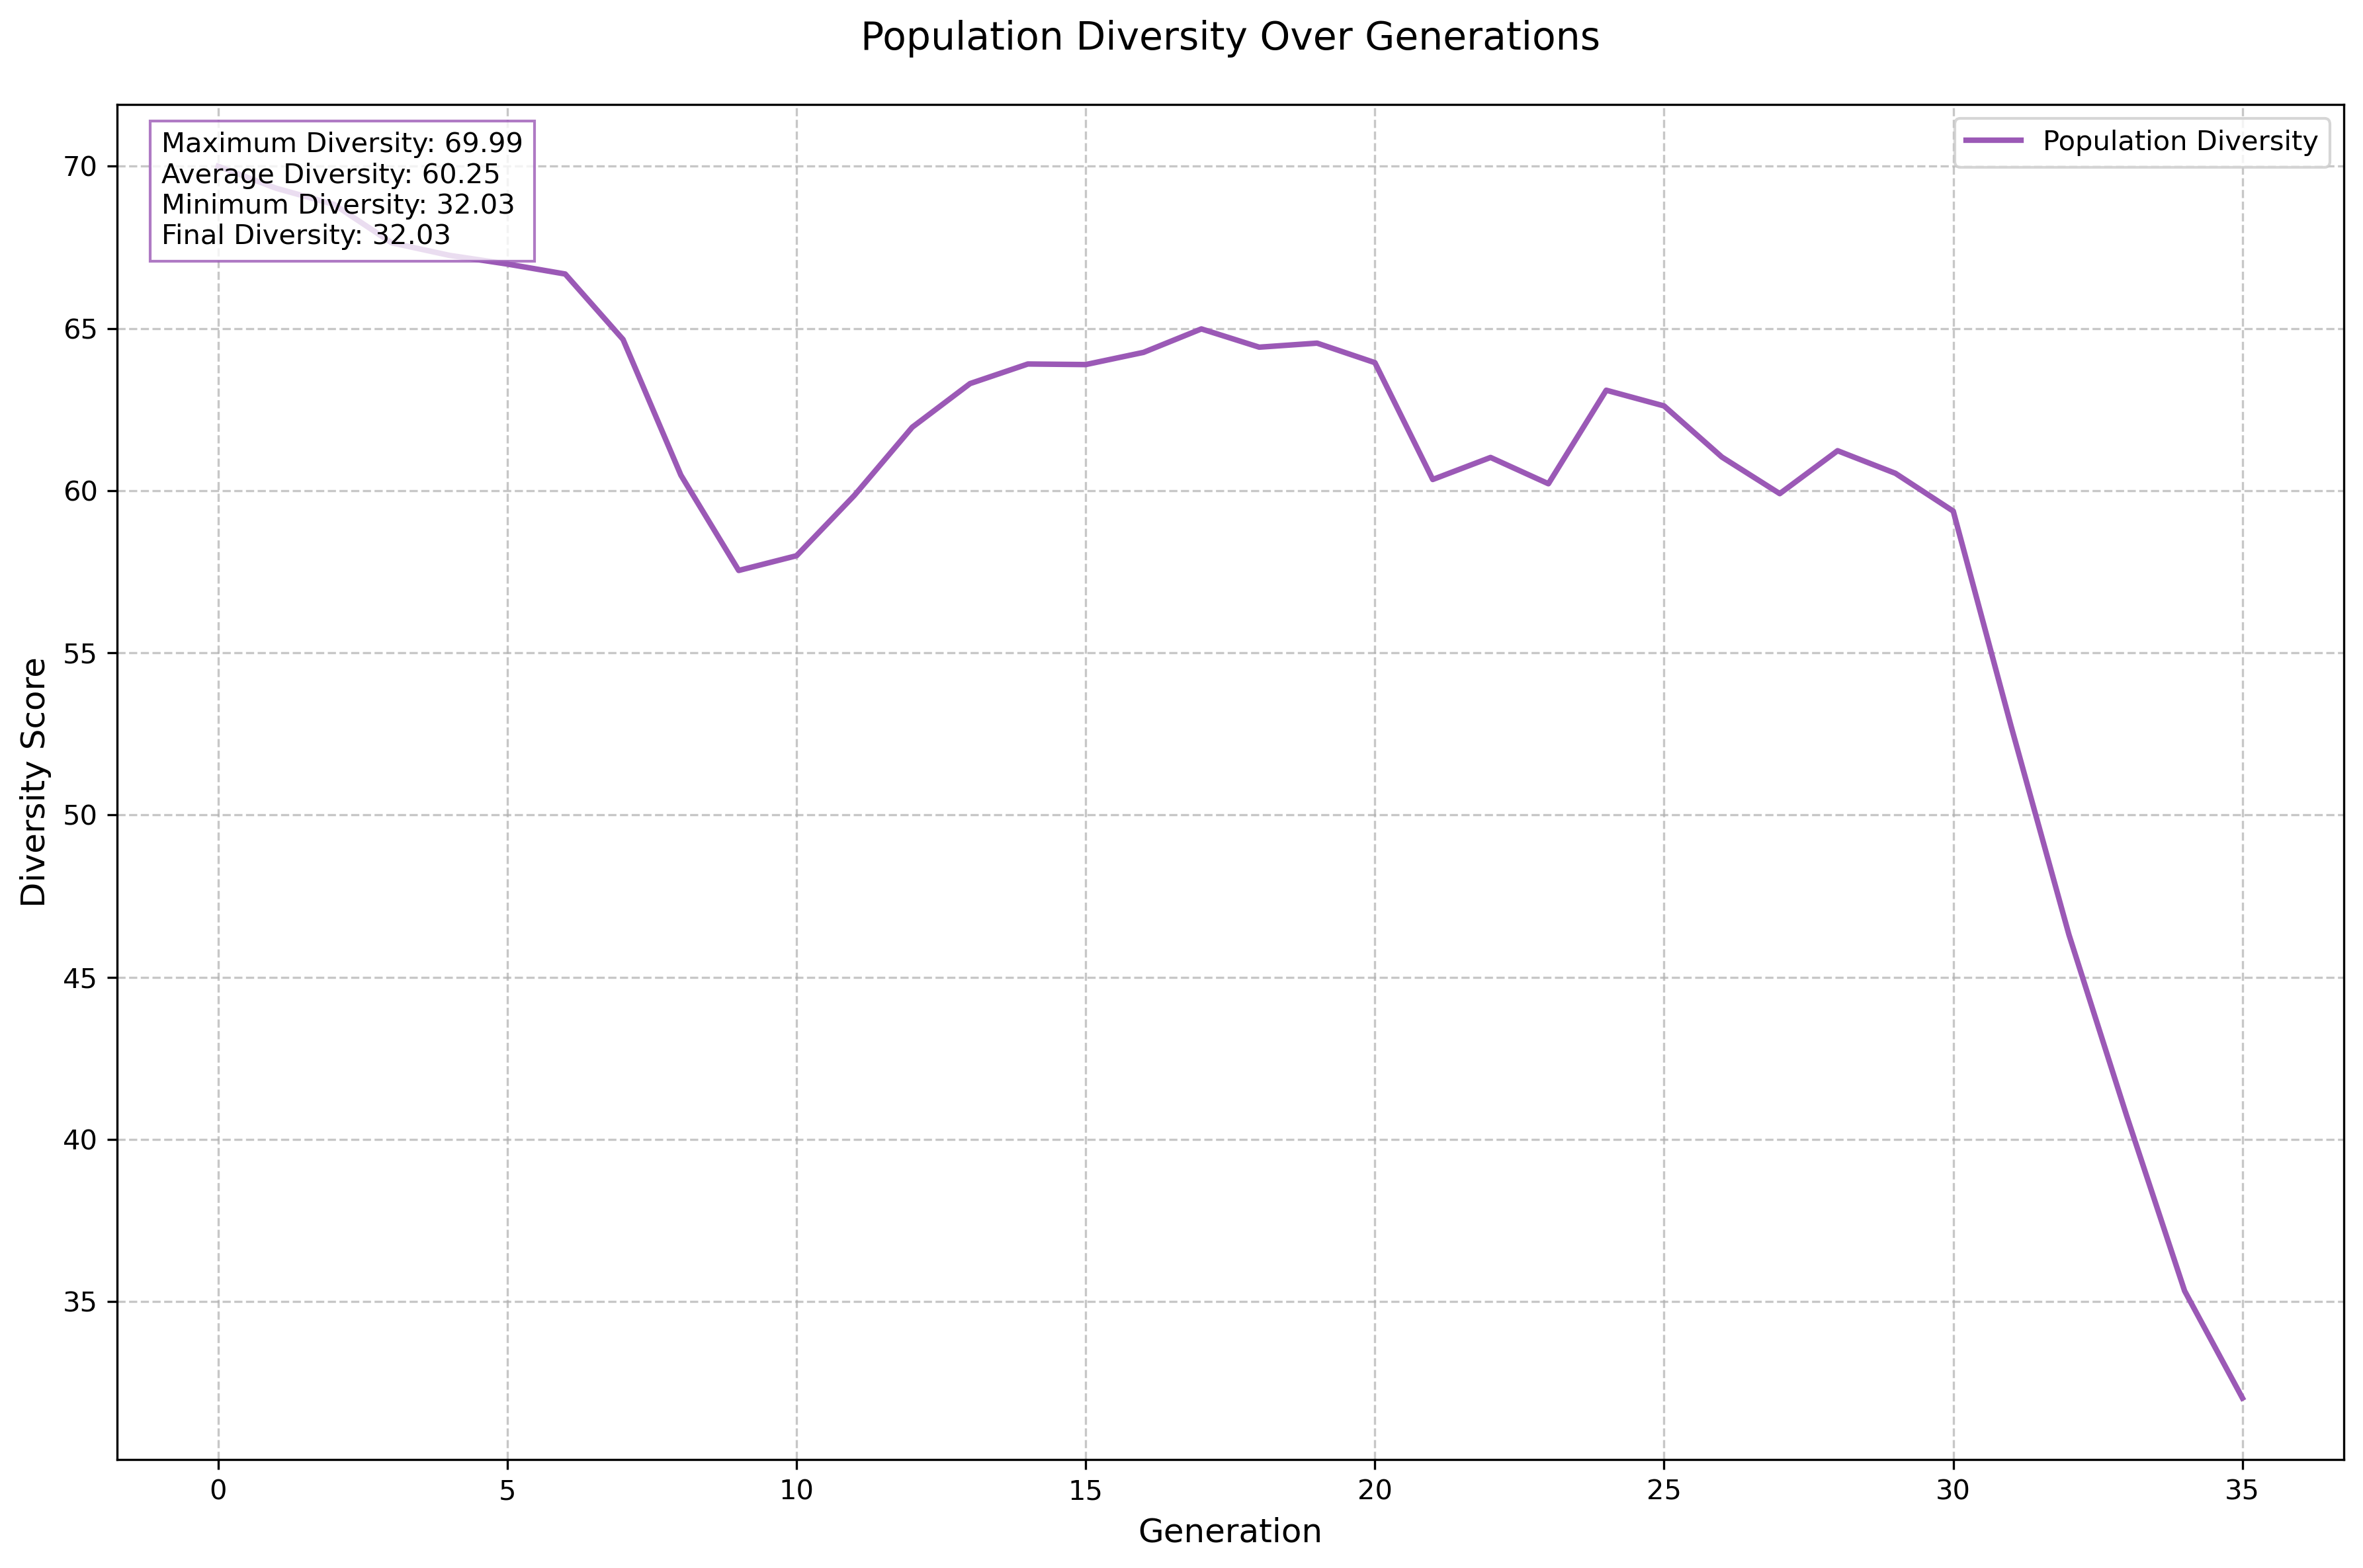 Population Diversity Over Generations
Maximum Diversity: 69.99
Average Diversity: 60.25
Minimum Diversity: 32.03
Final Diversity: 32.03
Population Diversity
Diversity Score
70
65
60
55
50
45
40
35
0 5 10 15 20 25 30 35
Generation